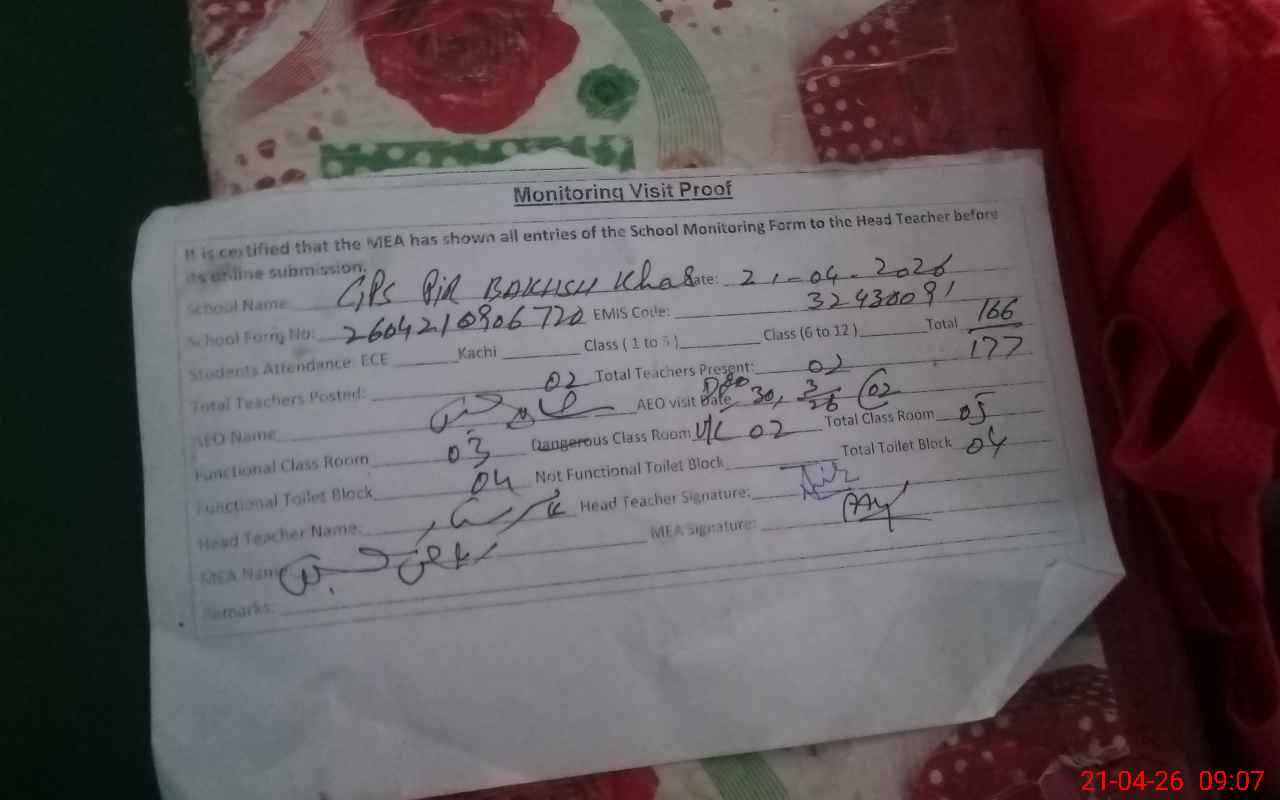 Monitoring Visit Proof
It is certified that the MEA has shown all entries of the School Monitoring Form to the Head Teacher before
its online submission.
School Name: GPS PiR BAKHSH Khas Date: 21-04-2026
School Form No: 2604210906720 EMIS Code: 32430091
Students Attendance: ECE Kachi Class ( 1 to 5 ) Class (6 to 12 ) Total 166
177
Total Teachers Posted: 02 Total Teachers Present: 02
AEO Name AEO visit Date 30, 3/26 02
Functional Class Room 03 Dangerous Class Room U/C 02 Total Class Room 05
Functional Toilet Block 04 Not Functional Toilet Block Total Toilet Block 04
Head Teacher Name: Head Teacher Signature:
MEA Name MEA Signature:
Remarks:
21-04-26 09:07